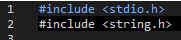 1 #include <stdio.h>
2 #include <string.h>